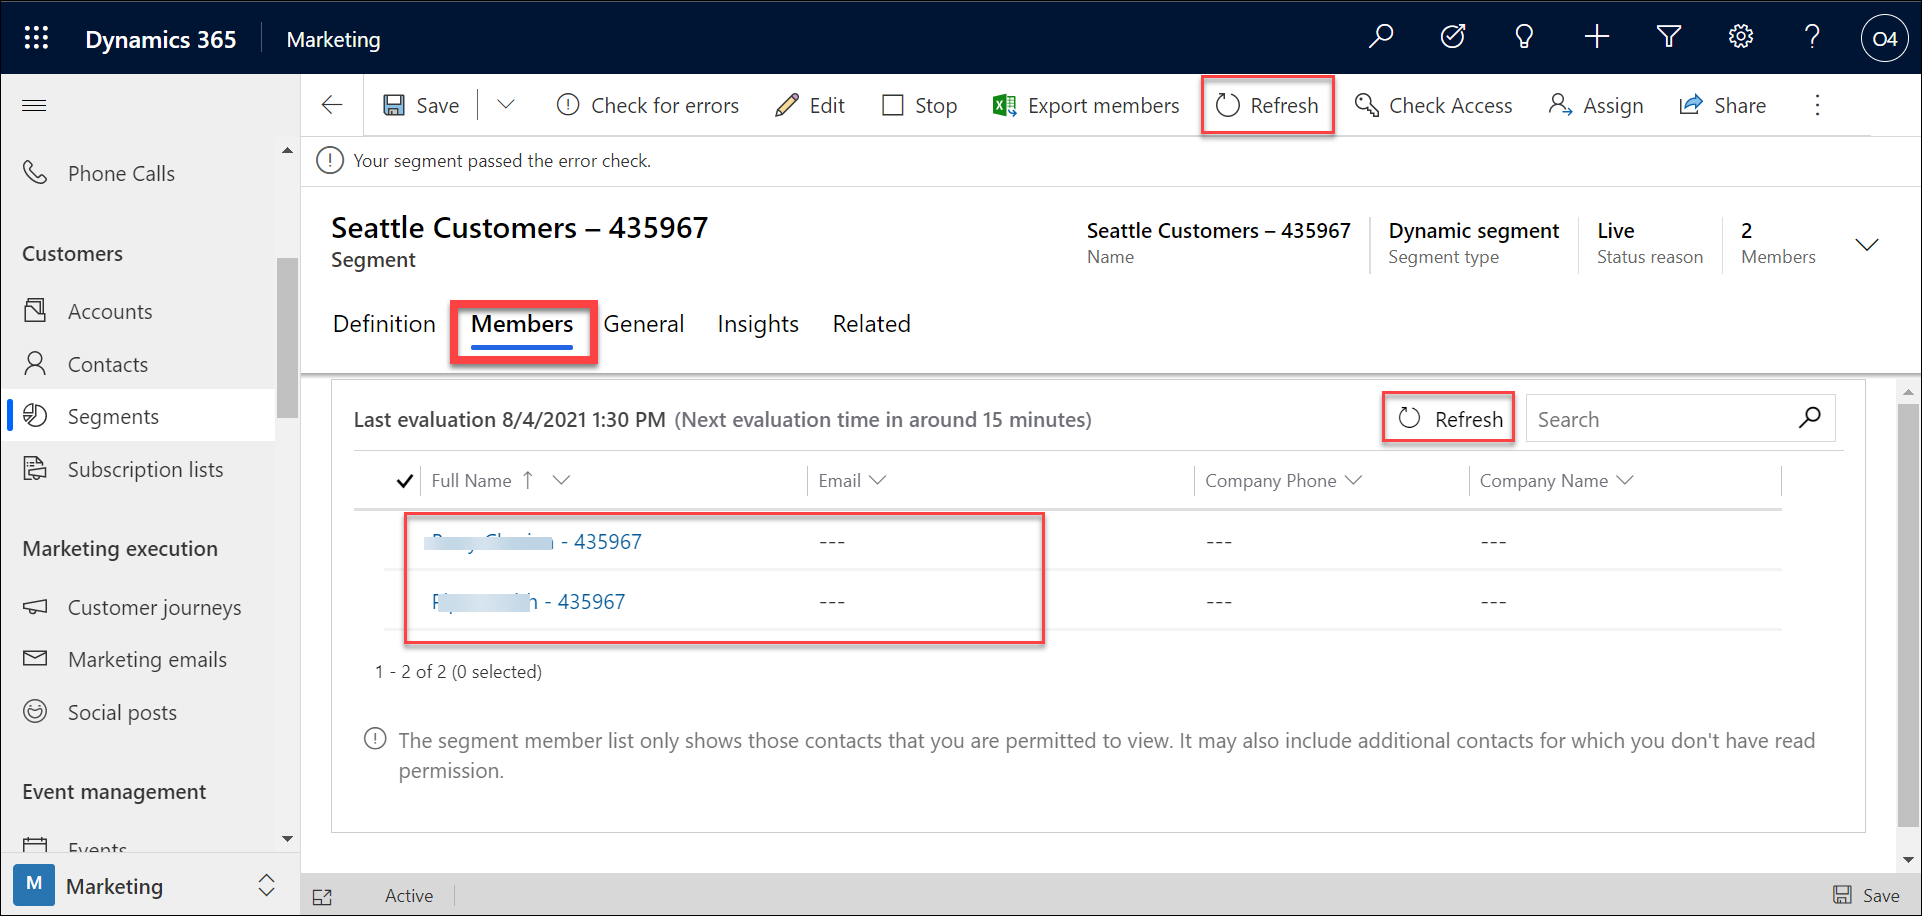 Dynamics 365
Marketing
O4
Save
Check for errors
Edit
Stop
Export members
Refresh
Check Access
Assign
Share
Your segment passed the error check.
Phone Calls
Customers
Accounts
Contacts
Segments
Subscription lists
Marketing execution
Customer journeys
Marketing emails
Social posts
Event management
Events
M
Marketing
Seattle Customers – 435967
Segment
Seattle Customers – 435967
Name
Dynamic segment
Segment type
Live
Status reason
2
Members
Definition
Members
General
Insights
Related
Last evaluation 8/4/2021 1:30 PM (Next evaluation time in around 15 minutes)
Refresh
Search
Full Name
Email
Company Phone
Company Name
- 435967
---
---
---
- 435967
---
---
---
1 - 2 of 2 (0 selected)
The segment member list only shows those contacts that you are permitted to view. It may also include additional contacts for which you don't have read
permission.
Active
Save